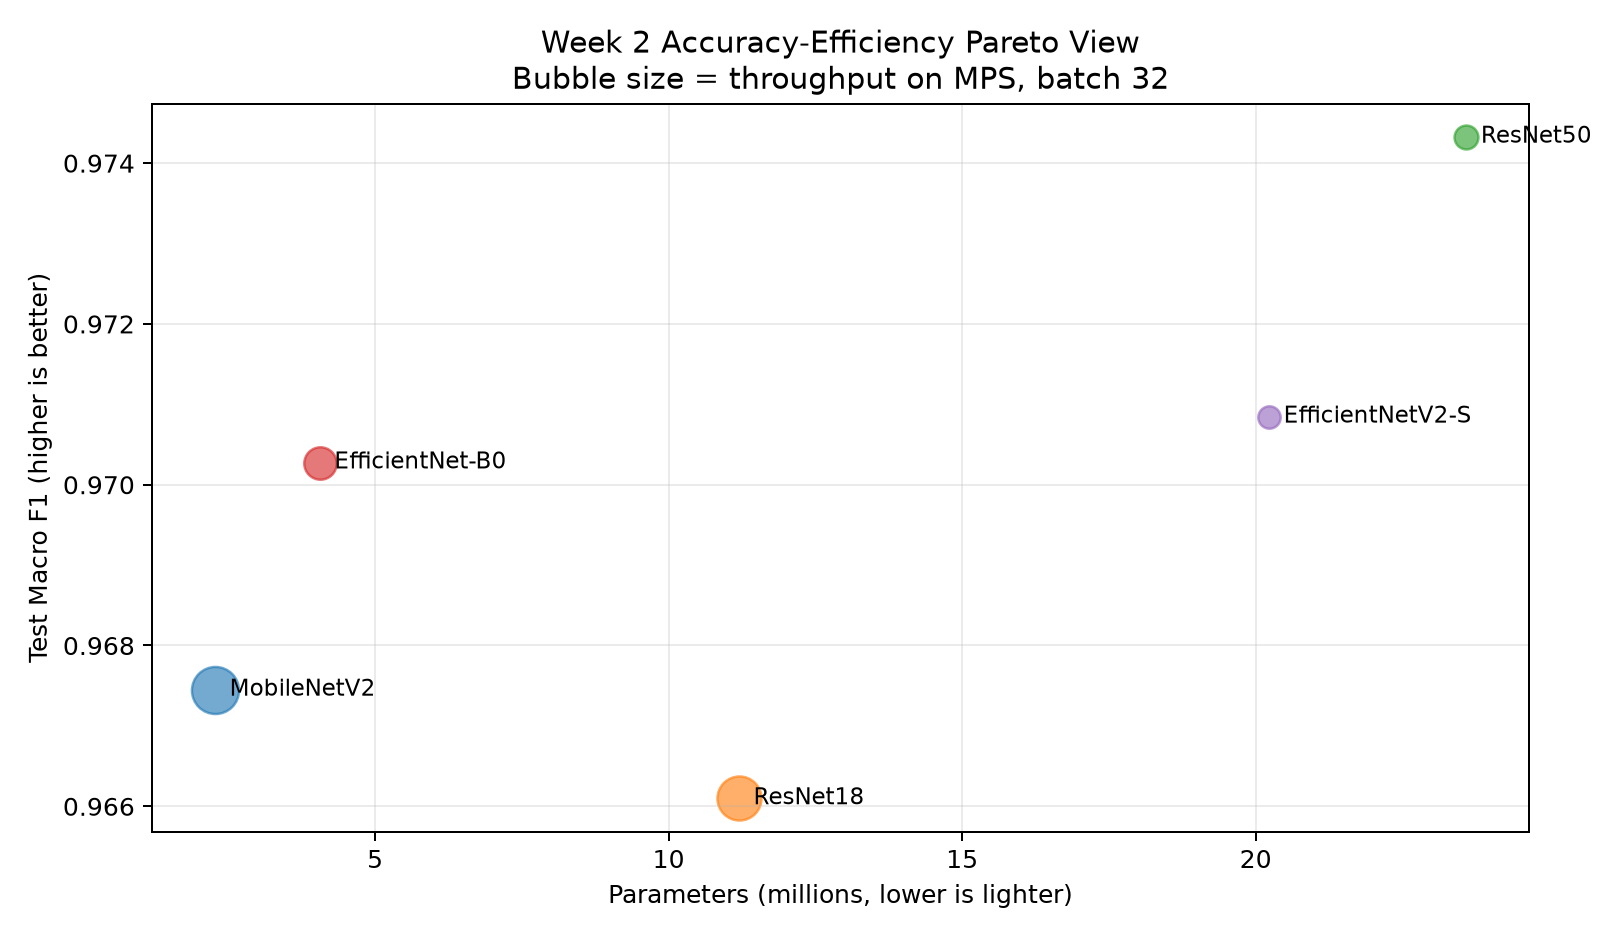 Week 2 Accuracy-Efficiency Pareto View
Bubble size = throughput on MPS, batch 32
Test Macro F1 (higher is better)
0.974
0.972
0.970
0.968
0.966
ResNet50
EfficientNetV2-S
EfficientNet-B0
MobileNetV2
ResNet18
5
10
15
20
Parameters (millions, lower is lighter)